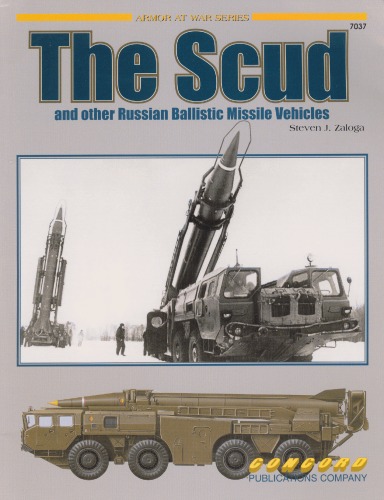 ARMOR AT WAR SERIES
7037
The Scud
and other Russian Ballistic Missile Vehicles
Steven J. Zaloga
CONCORD
PUBLICATIONS COMPANY